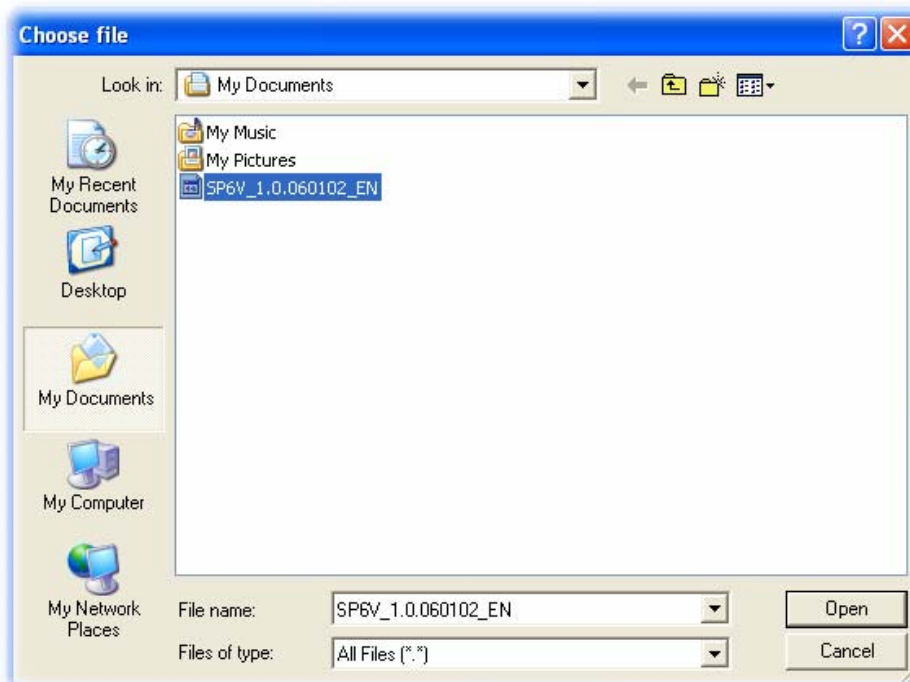 Choose file
Look in:
My Documents
My Recent
Documents
Desktop
My Documents
My Computer
My Network
Places
My Music
My Pictures
SP6V_1.0.060102_EN
File name:
SP6V_1.0.060102_EN
Open
Files of type:
All Files (*.*)
Cancel